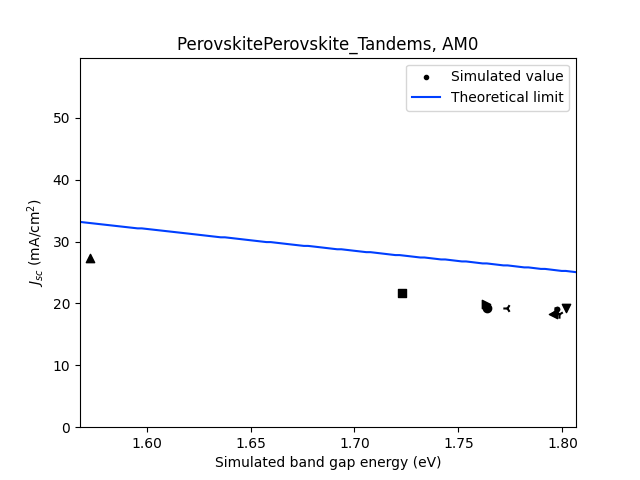 PerovskitePerovskite_Tandems, AM0
Simulated value
Theoretical limit
50
40
30
20
10
0
J_sc (mA/cm²)
1.60 1.65 1.70 1.75 1.80
Simulated band gap energy (eV)